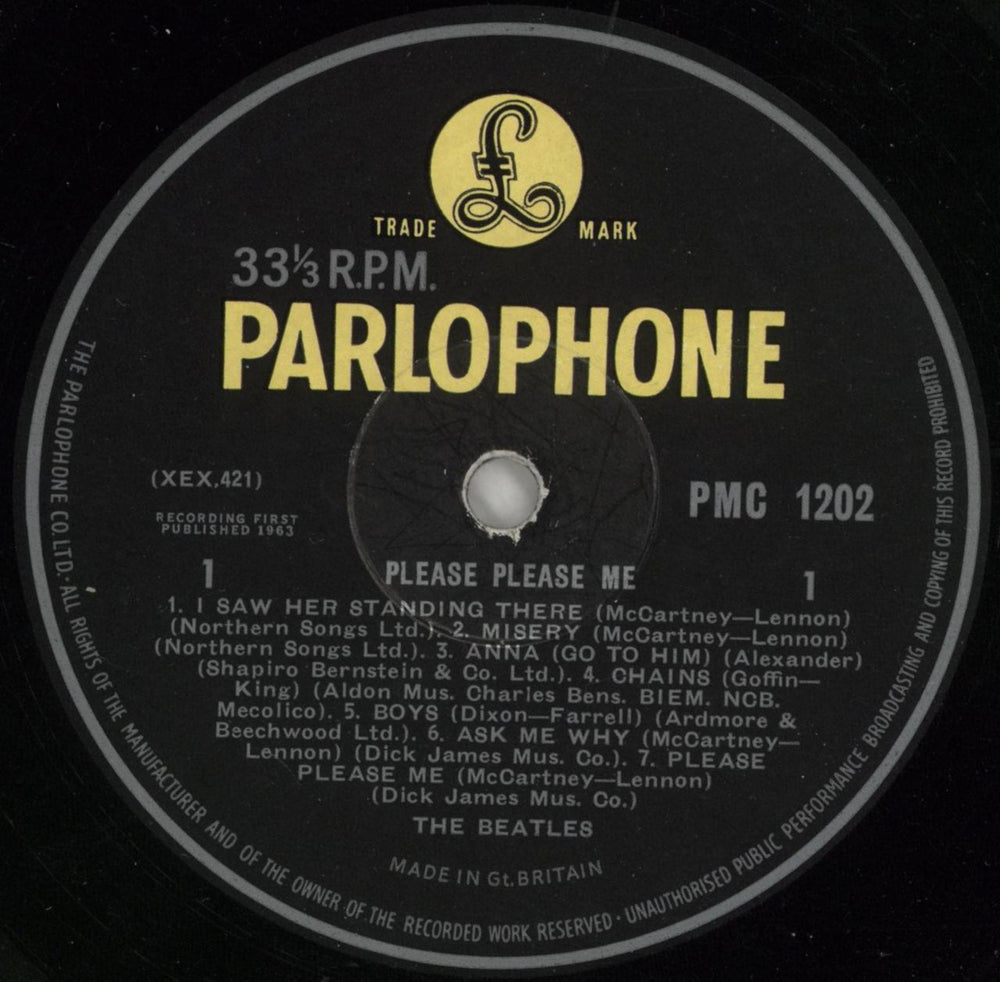 £
TRADE MARK
33⅓ R.P.M.
PARLOPHONE
(XEX.421)
PMC 1202
RECORDING FIRST
PUBLISHED 1963
1 PLEASE PLEASE ME 1
1. I SAW HER STANDING THERE (McCartney—Lennon)
(Northern Songs Ltd.). 2. MISERY (McCartney—Lennon)
(Northern Songs Ltd.). 3. ANNA (GO TO HIM) (Alexander)
(Shapiro Bernstein & Co. Ltd.). 4. CHAINS (Goffin—
King) (Aldon Mus. Charles Bens. BIEM. NCB.
Mecolico). 5. BOYS (Dixon—Farrell) (Ardmore &
Beechwood Ltd.). 6. ASK ME WHY (McCartney—
Lennon) (Dick James Mus. Co.). 7. PLEASE
PLEASE ME (McCartney—Lennon)
(Dick James Mus. Co.)
THE BEATLES
MADE IN Gt.BRITAIN
THE PARLOPHONE CO.LTD.· ALL RIGHTS OF THE MANUFACTURER AND OF THE OWNER OF THE RECORDED WORK RESERVED · UNAUTHORISED PUBLIC PERFORMANCE BROADCASTING AND COPYING OF THIS RECORD PROHIBITED